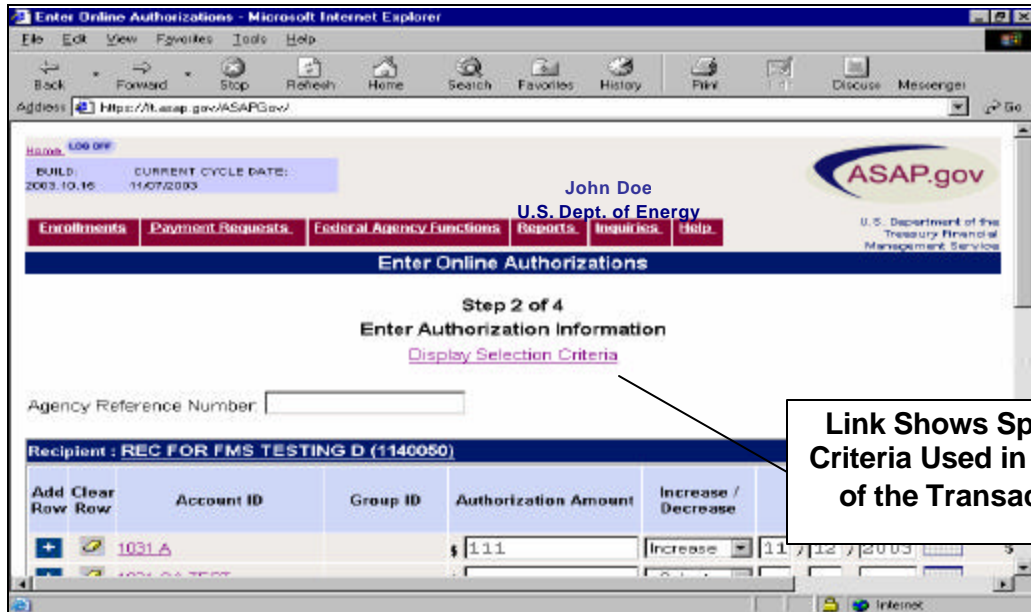 Enter Online Authorizations - Microsoft Internet Explorer
File Edit View Favorites Tools Help
Back Forward Stop Refresh Home Search Favorites History Print Discuss Messenger
Address https://lt.asap.gov/ASAPGov/ Go
Home LOG OFF
BUILD: CURRENT CYCLE DATE:
2003.10.16 11/07/2003
John Doe
U.S. Dept. of Energy
ASAP.gov
U.S. Department of the
Treasury Financial
Management Service
Enrollments Payment Requests Federal Agency Functions Reports Inquiries Help
Enter Online Authorizations
Step 2 of 4
Enter Authorization Information
Display Selection Criteria
Agency Reference Number:
Link Shows Sp
Criteria Used in
of the Transac
Recipient : REC FOR FMS TESTING D (1140050)
Add Row Clear Row Account ID Group ID Authorization Amount Increase / Decrease
1031 A $ 111 Increase 11 / 12 / 2003 $
Internet